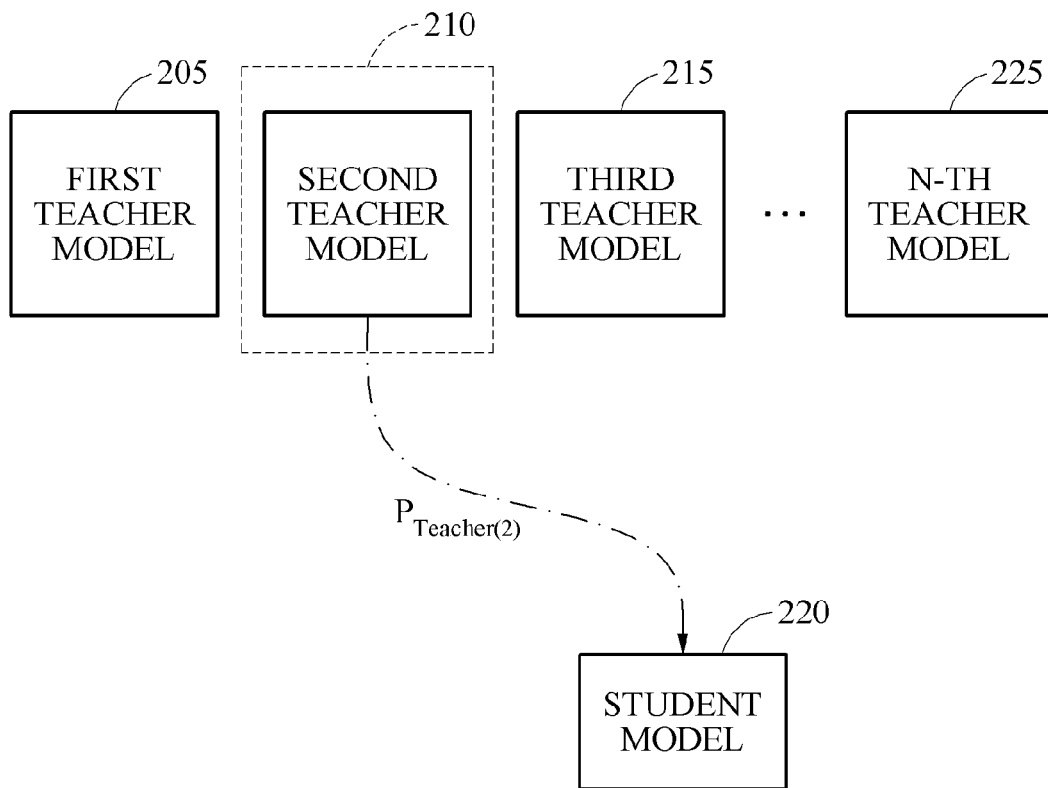 210
205
215
225
FIRST
TEACHER
MODEL
SECOND
TEACHER
MODEL
THIRD
TEACHER
MODEL
...
N-TH
TEACHER
MODEL
P Teacher(2)
220
STUDENT
MODEL